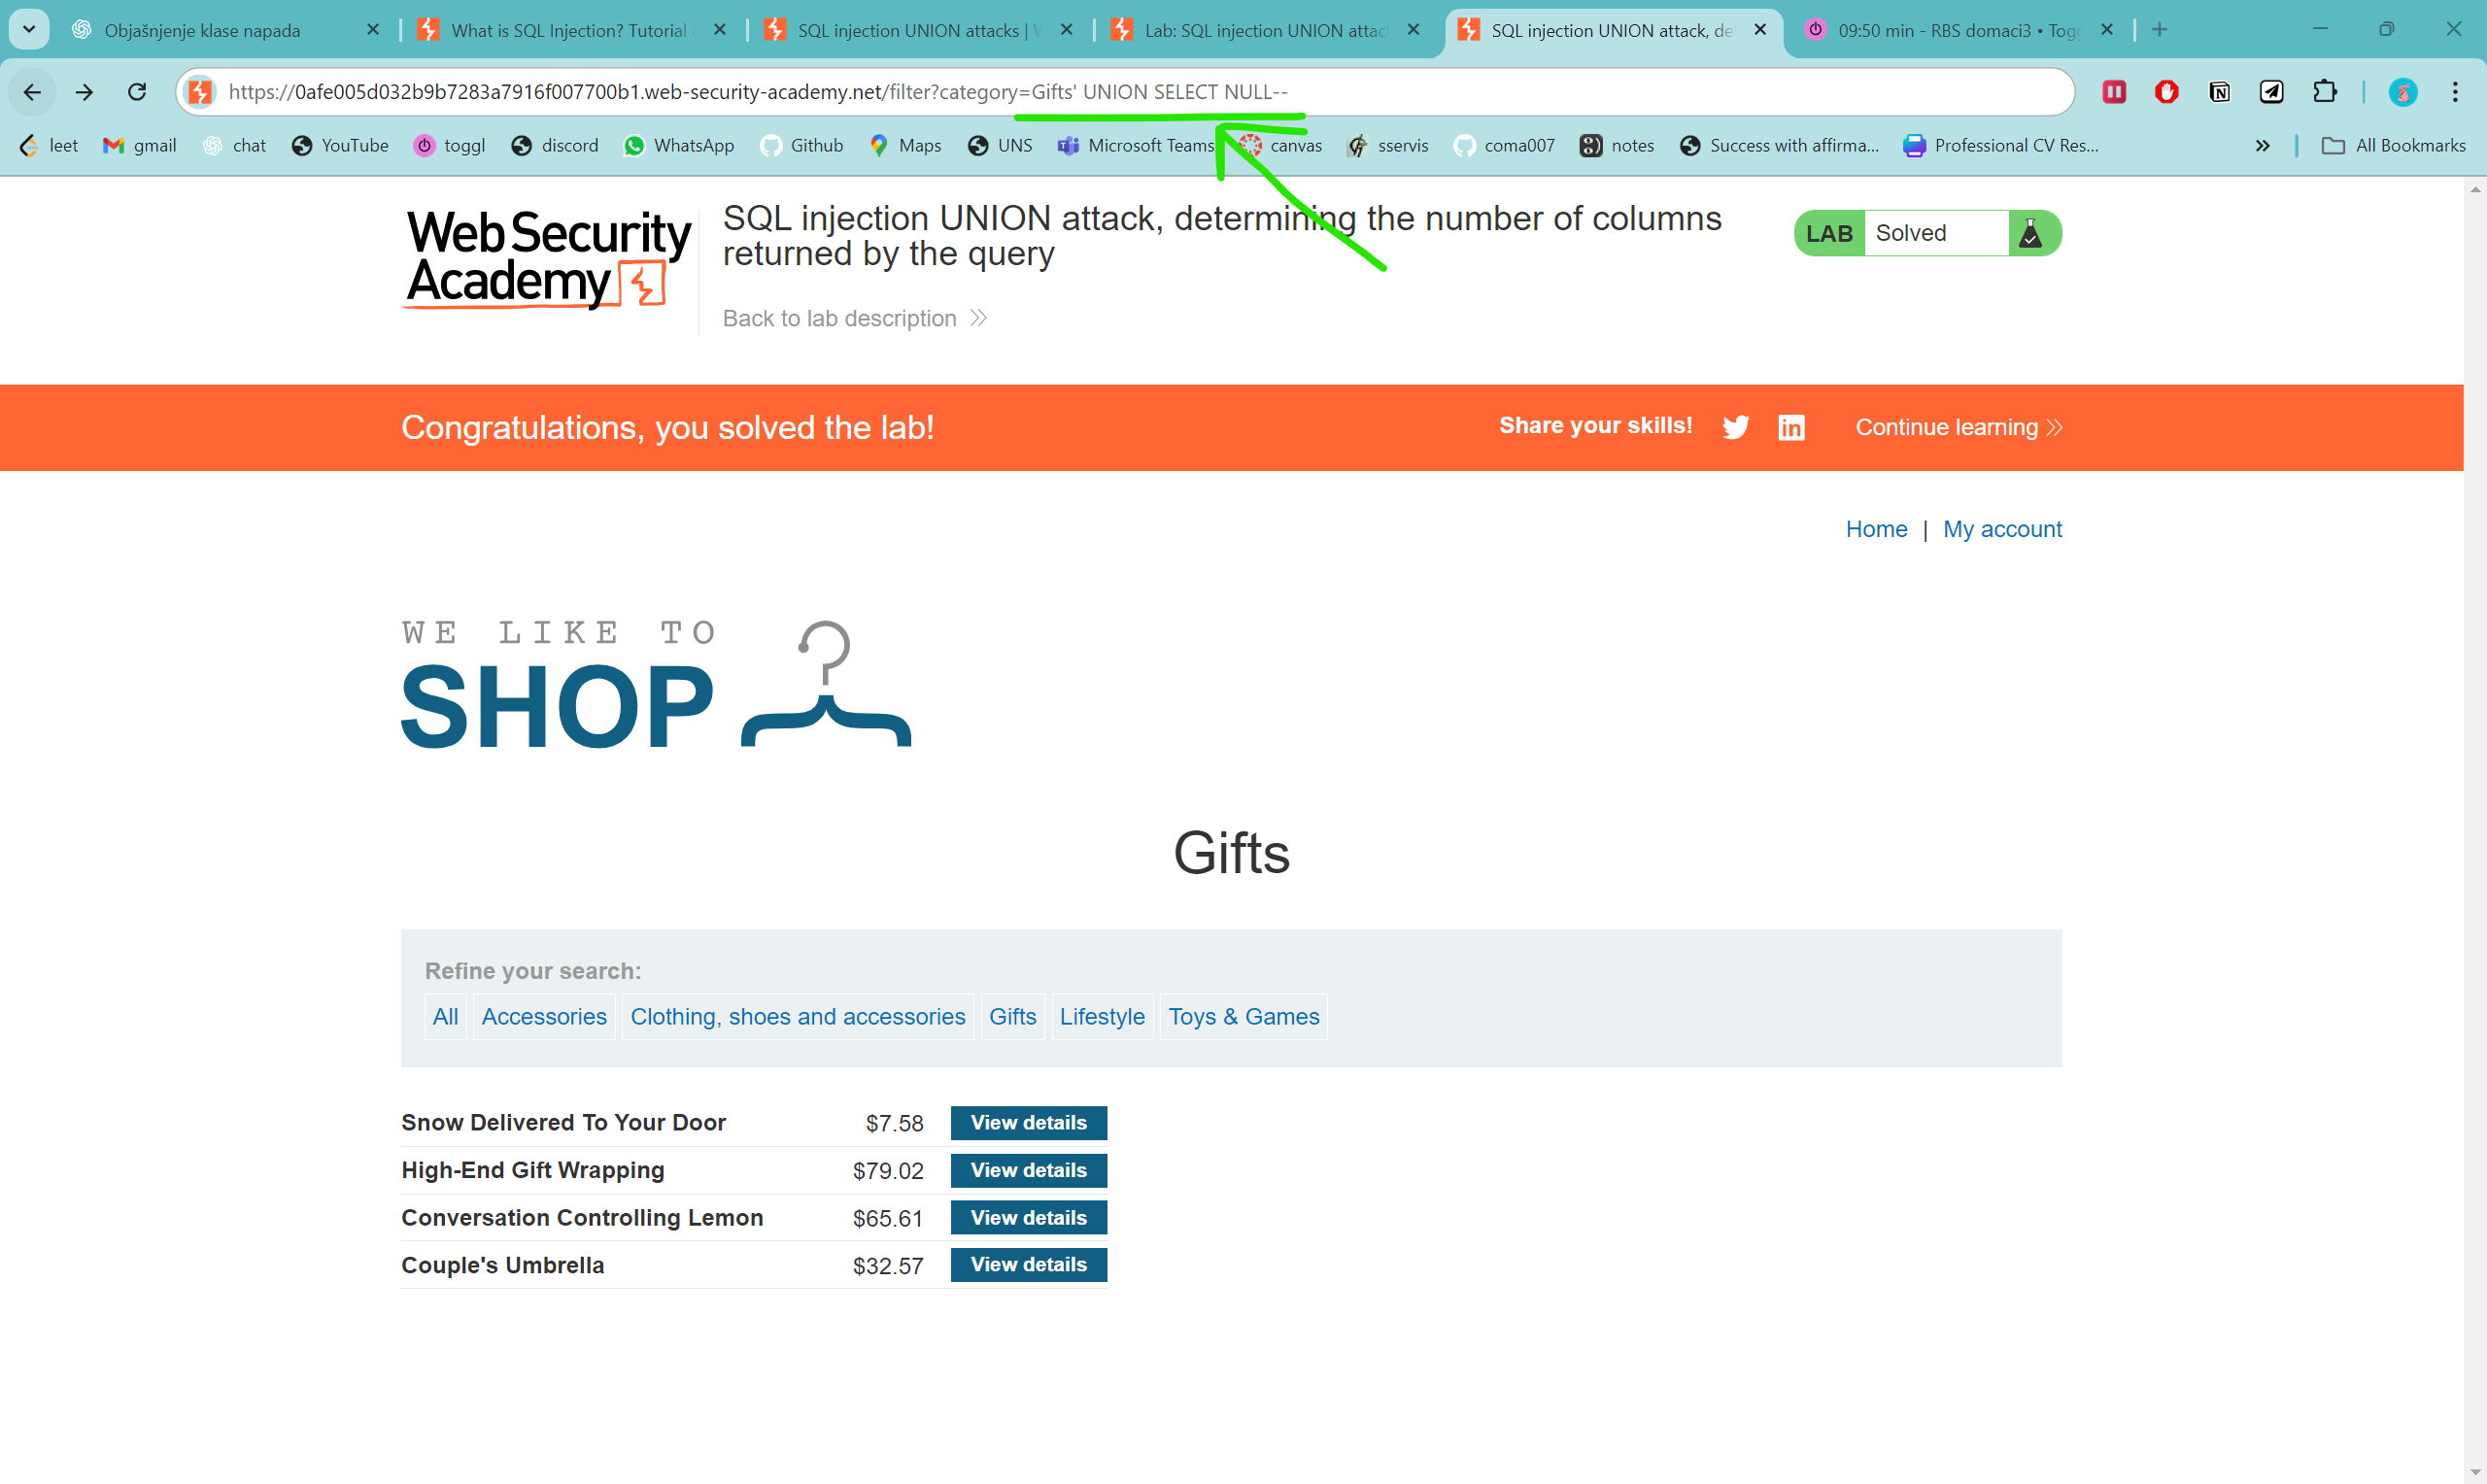 Objašnjenje klase napada
What is SQL Injection? Tutorial
SQL injection UNION attacks | W
Lab: SQL injection UNION attac
SQL injection UNION attack, de
09:50 min - RBS domaci3 • Togg
https://0afe005d032b9b7283a7916f007700b1.web-security-academy.net/filter?category=Gifts' UNION SELECT NULL--
leet gmail chat YouTube toggl discord WhatsApp Github Maps UNS Microsoft Teams canvas sservis coma007 notes Success with affirma... Professional CV Res... » All Bookmarks
Web Security
Academy
SQL injection UNION attack, determining the number of columns
returned by the query
Back to lab description
LAB Solved
Congratulations, you solved the lab!
Share your skills!
Continue learning
Home | My account
WE LIKE TO
SHOP
Gifts
Refine your search:
All Accessories Clothing, shoes and accessories Gifts Lifestyle Toys & Games
Snow Delivered To Your Door $7.58 View details
High-End Gift Wrapping $79.02 View details
Conversation Controlling Lemon $65.61 View details
Couple's Umbrella $32.57 View details